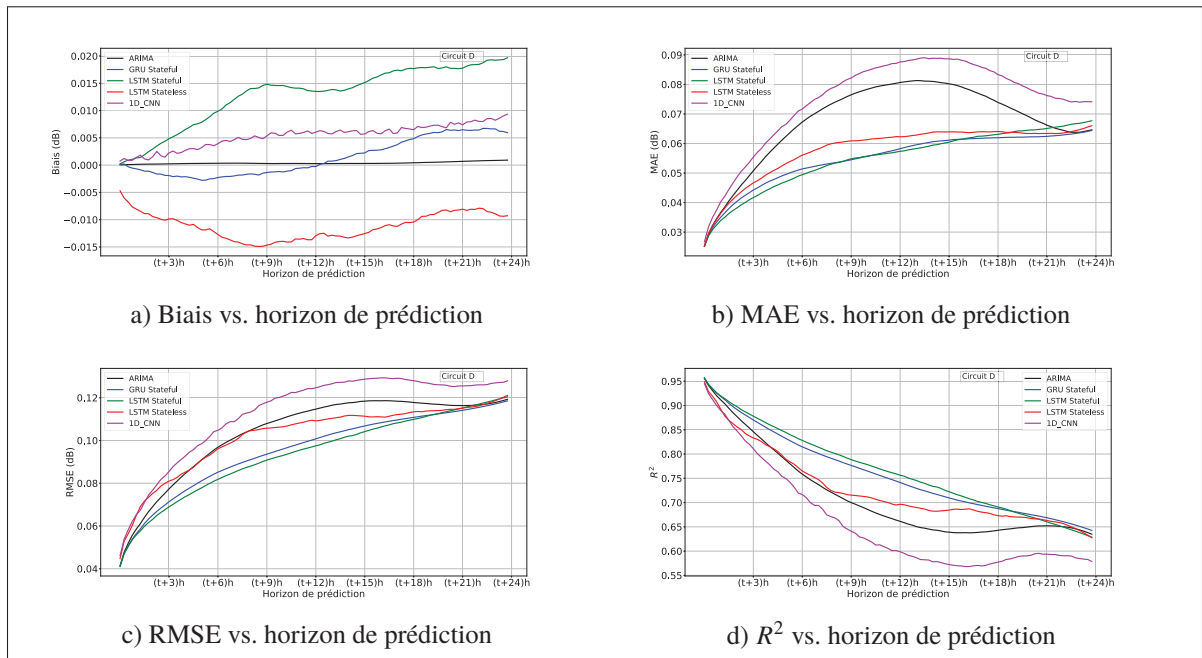 Circuit D
ARIMA
GRU Stateful
LSTM Stateful
LSTM Stateless
1D_CNN
0.020
0.015
0.010
0.005
0.000
−0.005
−0.010
−0.015
Biais (dB)
(t+3)h (t+6)h (t+9)h (t+12)h (t+15)h (t+18)h (t+21)h (t+24)h
Horizon de prédiction
a) Biais vs. horizon de prédiction
Circuit D
ARIMA
GRU Stateful
LSTM Stateful
LSTM Stateless
1D_CNN
0.09
0.08
0.07
0.06
0.05
0.04
0.03
MAE (dB)
(t+3)h (t+6)h (t+9)h (t+12)h (t+15)h (t+18)h (t+21)h (t+24)h
Horizon de prédiction
b) MAE vs. horizon de prédiction
Circuit D
ARIMA
GRU Stateful
LSTM Stateful
LSTM Stateless
1D_CNN
0.12
0.10
0.08
0.06
0.04
RMSE (dB)
(t+3)h (t+6)h (t+9)h (t+12)h (t+15)h (t+18)h (t+21)h (t+24)h
Horizon de prédiction
c) RMSE vs. horizon de prédiction
Circuit D
ARIMA
GRU Stateful
LSTM Stateful
LSTM Stateless
1D_CNN
0.95
0.90
0.85
0.80
0.75
0.70
0.65
0.60
0.55
R²
(t+3)h (t+6)h (t+9)h (t+12)h (t+15)h (t+18)h (t+21)h (t+24)h
Horizon de prédiction
d) R² vs. horizon de prédiction